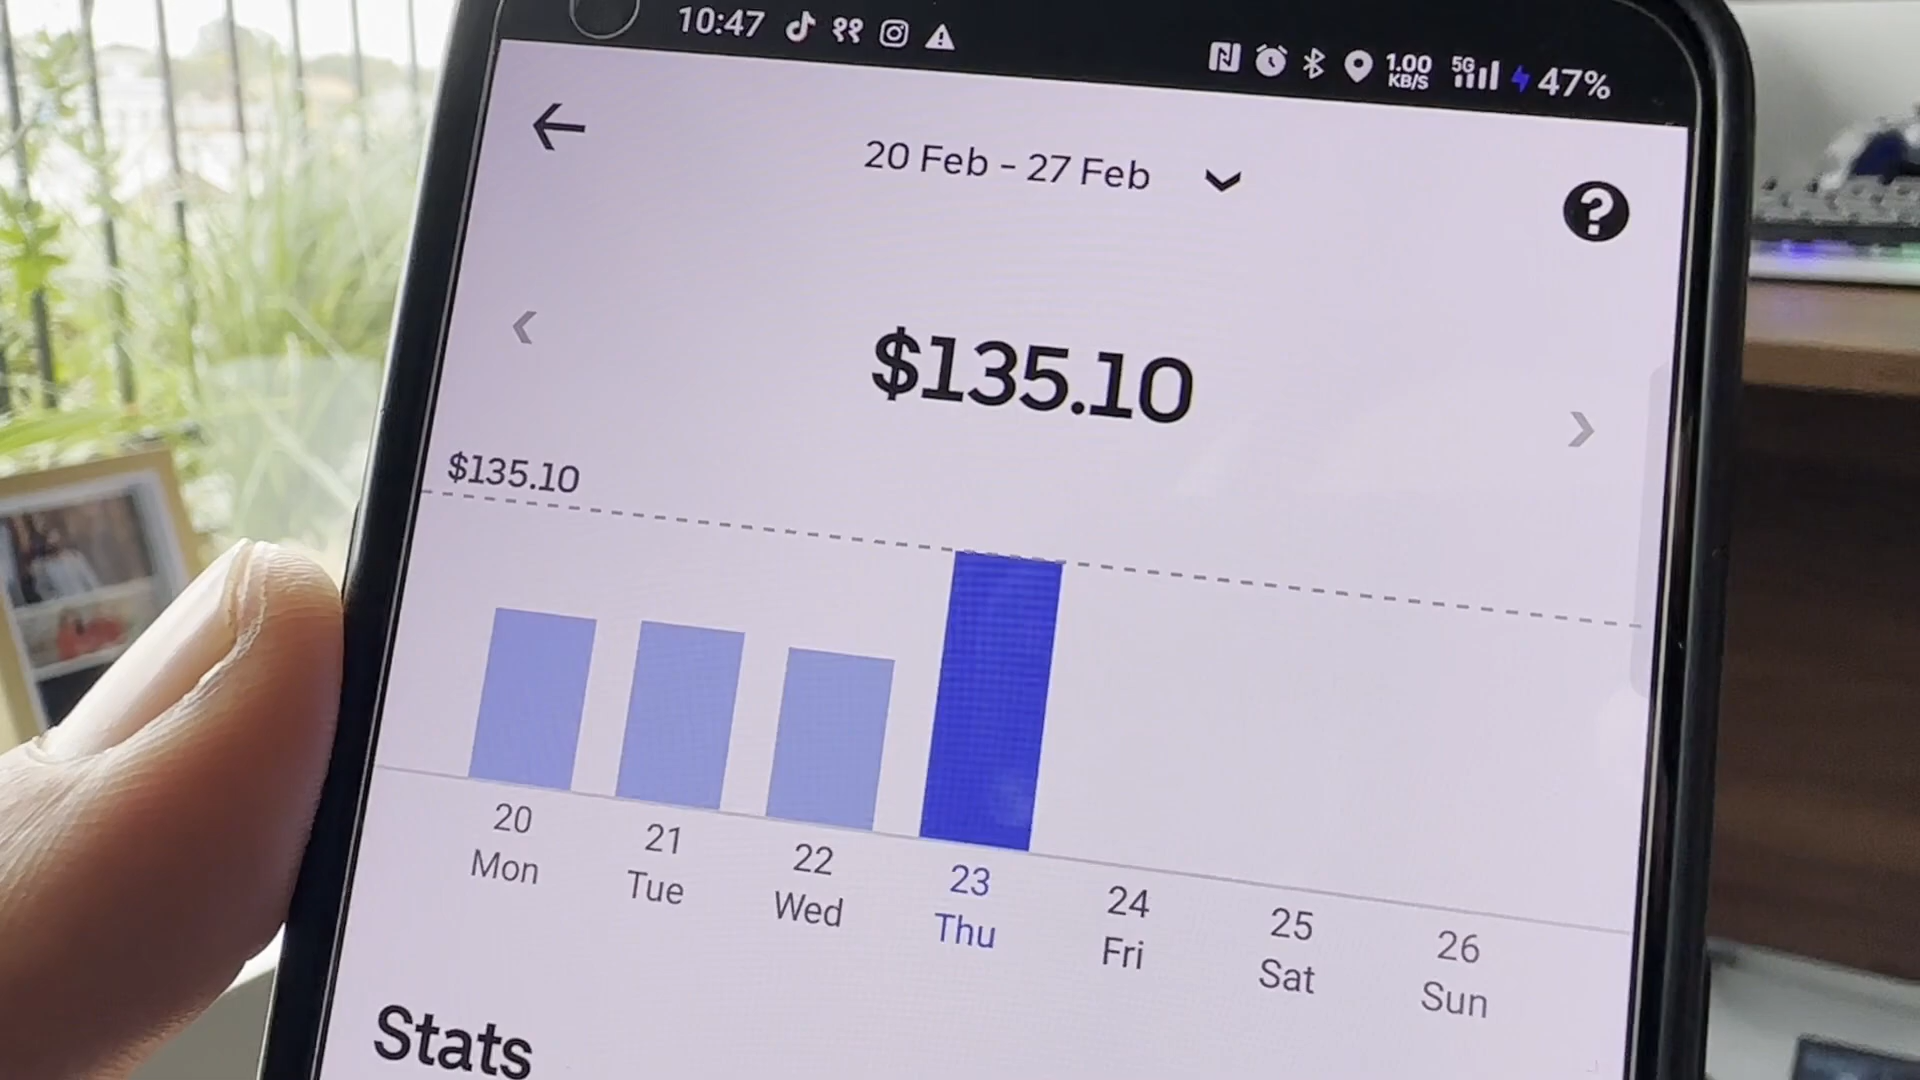 10:47
1.00 KB/S 5G 47%
20 Feb - 27 Feb
?
$135.10
$135.10
20 21 22 23 24 25 26
Mon Tue Wed Thu Fri Sat Sun
Stats